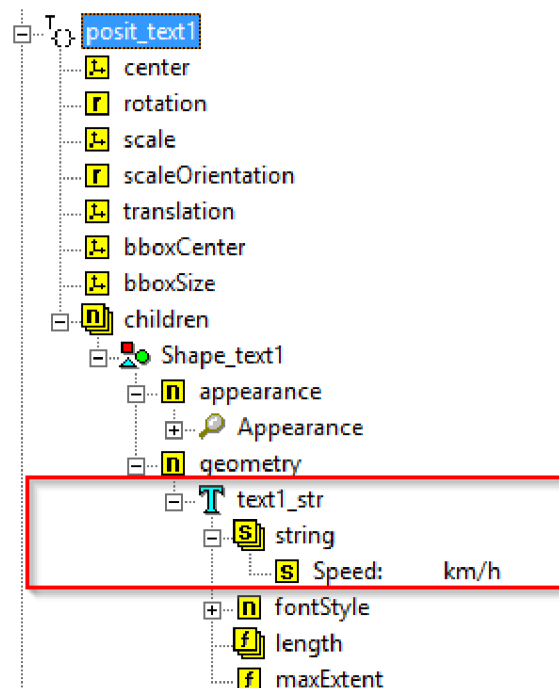 posit_text1
center
rotation
scale
scaleOrientation
translation
bboxCenter
bboxSize
children
Shape_text1
appearance
Appearance
geometry
text1_str
string
Speed: km/h
fontStyle
length
maxExtent